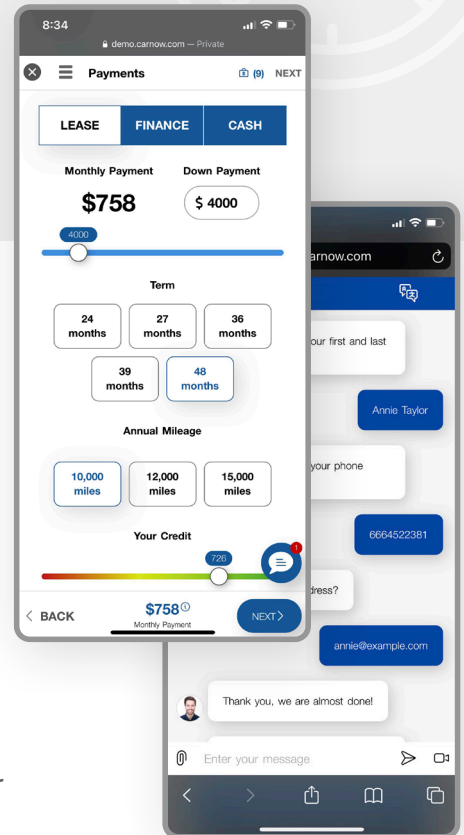 8:34
demo.carnow.com — Private
Payments
(9) NEXT
LEASE FINANCE CASH
Monthly Payment Down Payment
$758 $ 4000
4000
Term
24 months
27 months
36 months
39 months
48 months
Annual Mileage
10,000 miles
12,000 miles
15,000 miles
Your Credit
726
1
BACK
$758
Monthly Payment
NEXT
arnow.com
our first and last
Annie Taylor
your phone
6664522381
dress?
annie@example.com
Thank you, we are almost done!
Enter your message